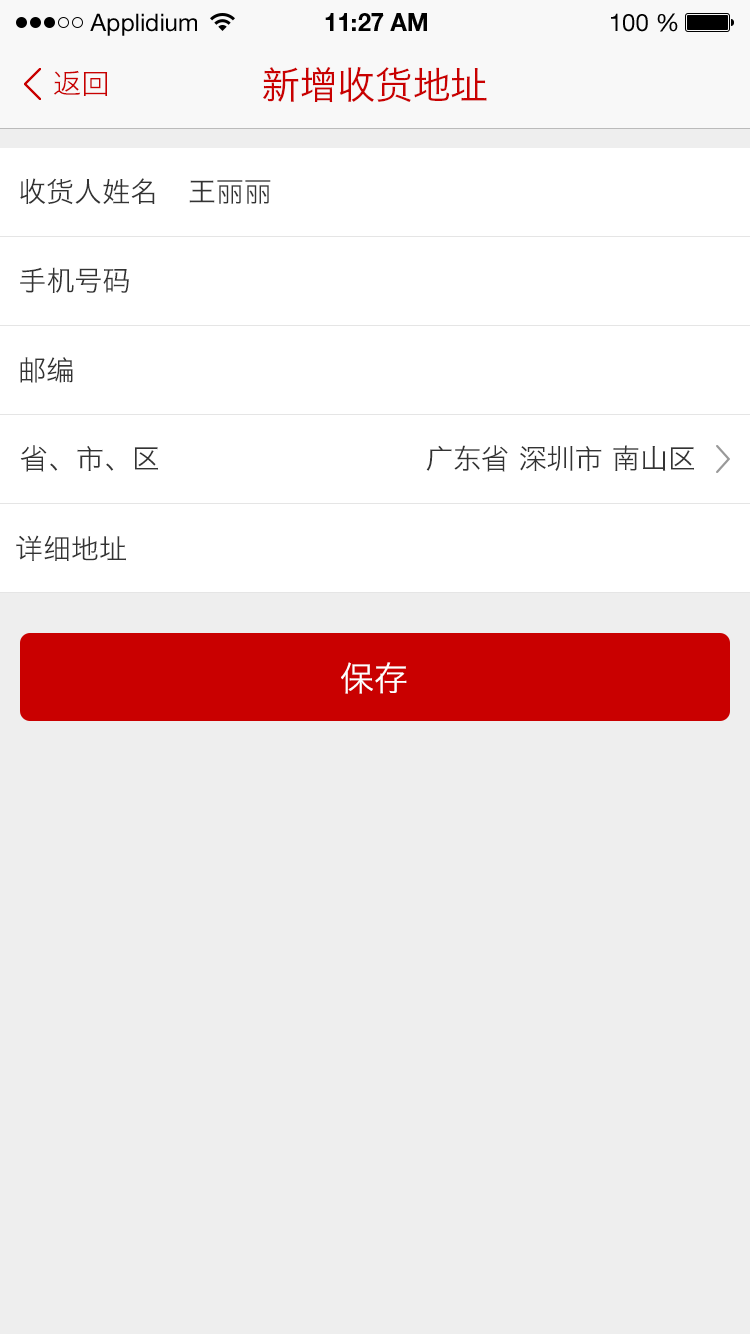 Applidium 11:27 AM 100 %
返回 新增收货地址
收货人姓名 王丽丽
手机号码
邮编
省、市、区 广东省 深圳市 南山区
详细地址
保存